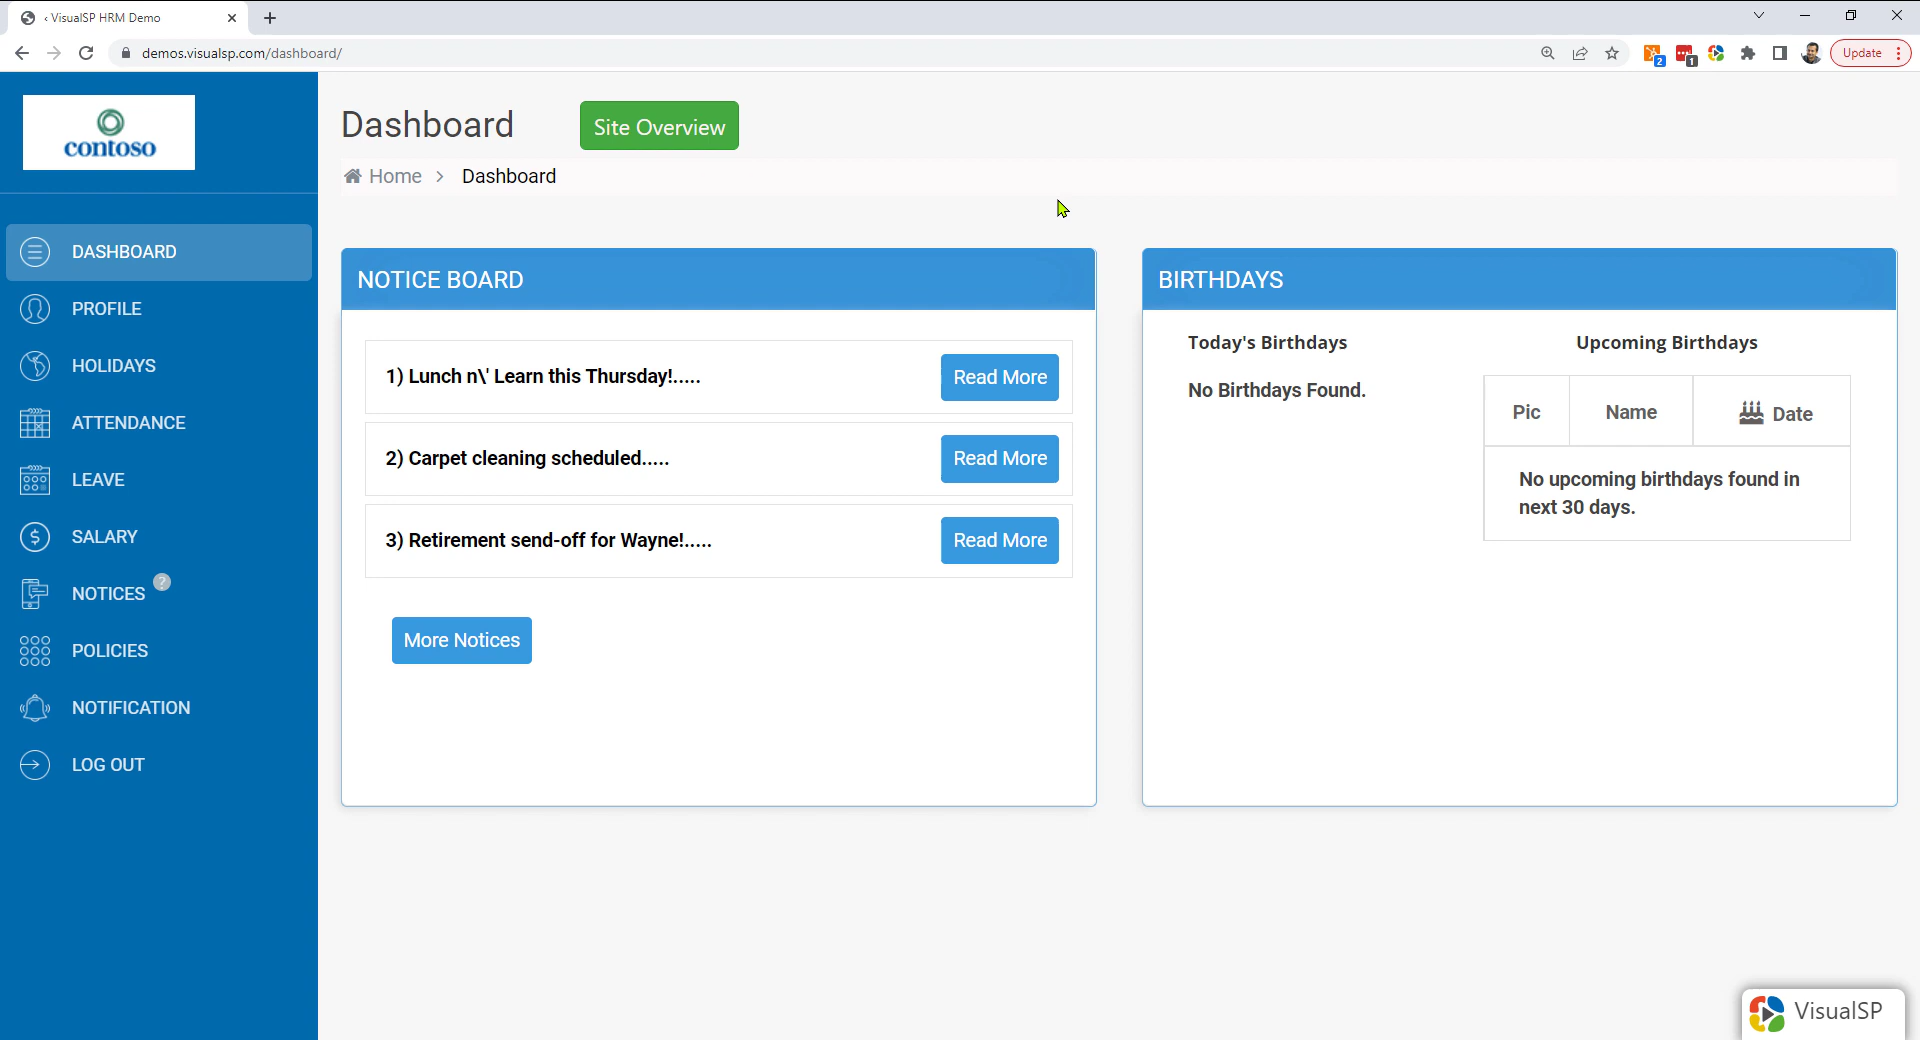 ‹ VisualSP HRM Demo
demos.visualsp.com/dashboard/
2
1
Update
contoso
Dashboard
Site Overview
Home > Dashboard
DASHBOARD
PROFILE
HOLIDAYS
ATTENDANCE
LEAVE
SALARY
NOTICES ?
POLICIES
NOTIFICATION
LOG OUT
NOTICE BOARD
1) Lunch n\' Learn this Thursday!..... Read More
2) Carpet cleaning scheduled..... Read More
3) Retirement send-off for Wayne!..... Read More
More Notices
BIRTHDAYS
Today's Birthdays
No Birthdays Found.
Upcoming Birthdays
Pic Name Date
No upcoming birthdays found in
next 30 days.
VisualSP